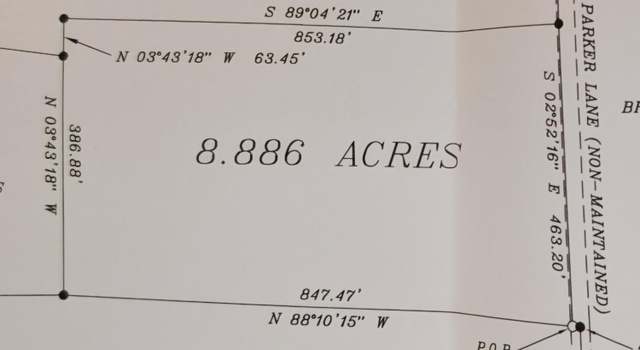 S 89°04'21" E
853.18'
N 03°43'18" W 63.45'
N 03°43'18" W
386.88'
8.886 ACRES
S 02°52'16" E 463.20'
PARKER LANE (NON-MAINTAINED)
847.47'
N 88°10'15" W
P.O.B.